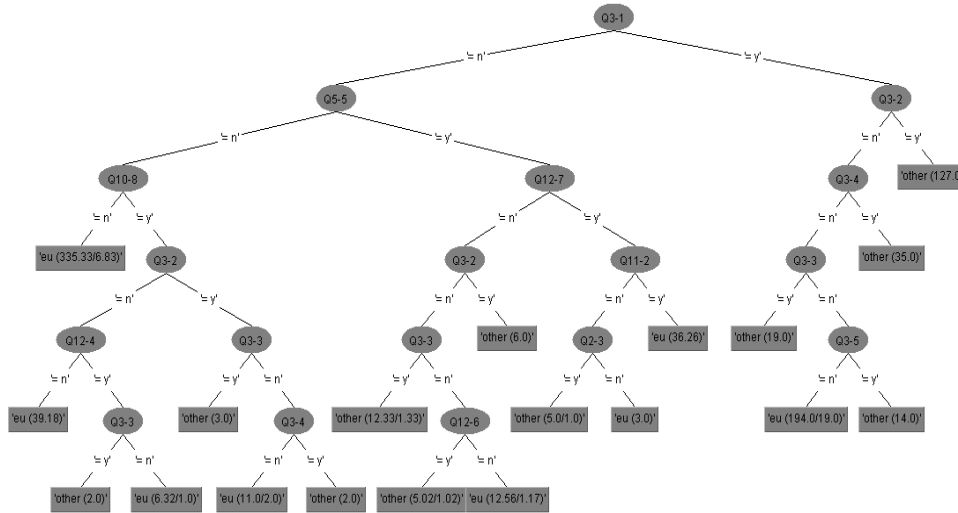 Q3-1
'= n' '= y'
Q5-5 Q3-2
'= n' '= y' '= n' '= y'
Q10-8 Q12-7 Q3-4 'other (127.0
'= n' '= y' '= n' '= y' '= n' '= y'
'eu (335.33/6.83)' Q3-2 Q3-2 Q11-2 Q3-3 'other (35.0)'
'= n' '= y' '= n' '= y' '= n' '= y' '= n' '= y'
Q12-4 Q3-3 Q3-3 'other (6.0)' Q2-3 'eu (36.26)' 'other (19.0)' Q3-5
'= n' '= y' '= y' '= n' '= y' '= n' '= y' '= n' '= n' '= y'
'eu (39.18)' Q3-3 'other (3.0)' Q3-4 'other (12.33/1.33)' Q12-6 'other (5.0/1.0)' 'eu (3.0)' 'eu (194.0/19.0)' 'other (14.0)'
'= y' '= n' '= n' '= y' '= y' '= n'
'other (2.0)' 'eu (6.32/1.0)' 'eu (11.0/2.0)' 'other (2.0)' 'other (5.02/1.02)' 'eu (12.56/1.17)'